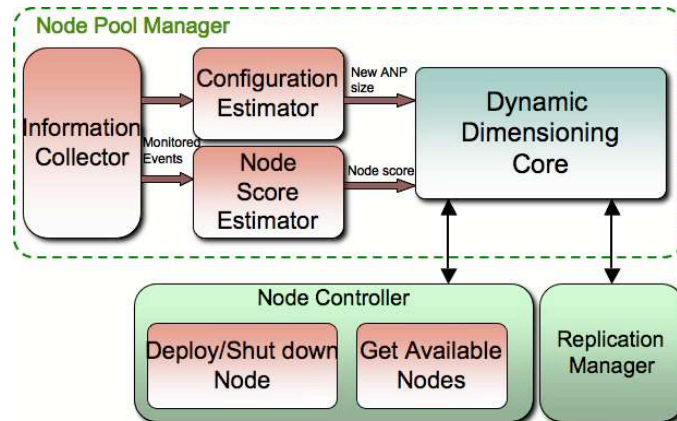 Node Pool Manager
Information
Collector
Configuration
Estimator
Monitored
Events
Node
Score
Estimator
New ANP
size
Node score
Dynamic
Dimensioning
Core
Node Controller
Deploy/Shut down
Node
Get Available
Nodes
Replication
Manager